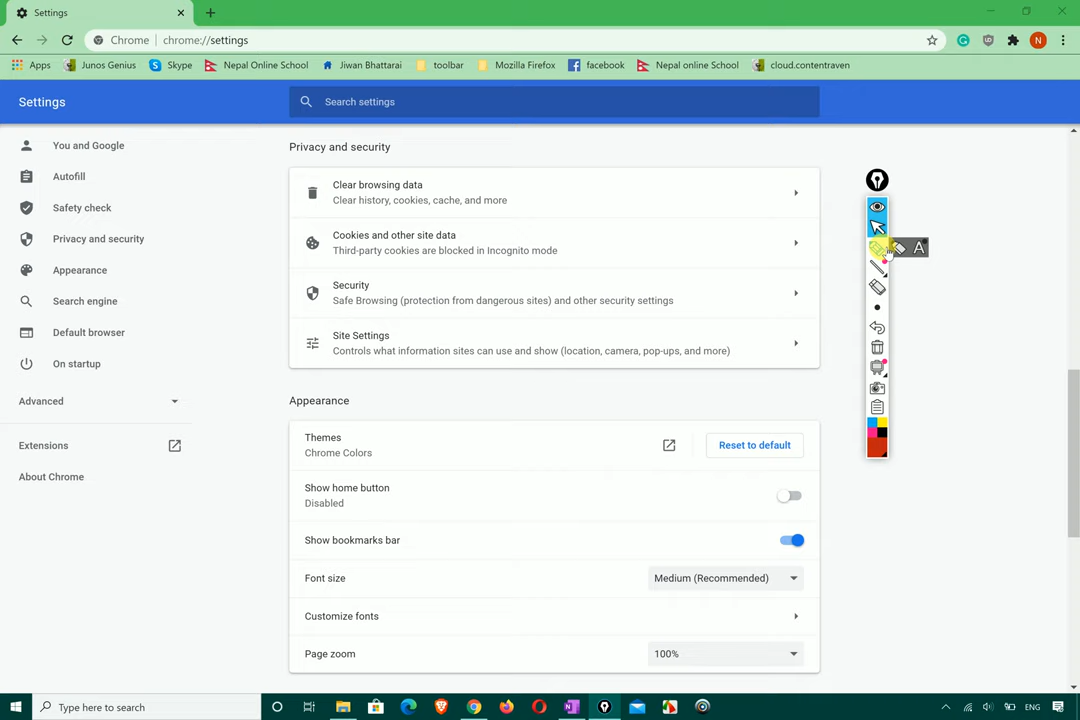 Settings
Chrome
chrome://settings
N
Apps
Junos Genius
Skype
Nepal Online School
Jiwan Bhattarai
toolbar
Mozilla Firefox
facebook
Nepal online School
cloud.contentraven
Settings
Search settings
You and Google
Autofill
Safety check
Privacy and security
Appearance
Search engine
Default browser
On startup
Advanced
Extensions
About Chrome
Privacy and security
Clear browsing data
Clear history, cookies, cache, and more
Cookies and other site data
Third-party cookies are blocked in Incognito mode
Security
Safe Browsing (protection from dangerous sites) and other security settings
Site Settings
Controls what information sites can use and show (location, camera, pop-ups, and more)
Appearance
Themes
Chrome Colors
Reset to default
Show home button
Disabled
Show bookmarks bar
Font size
Medium (Recommended)
Customize fonts
Page zoom
100%
A
Type here to search
ENG